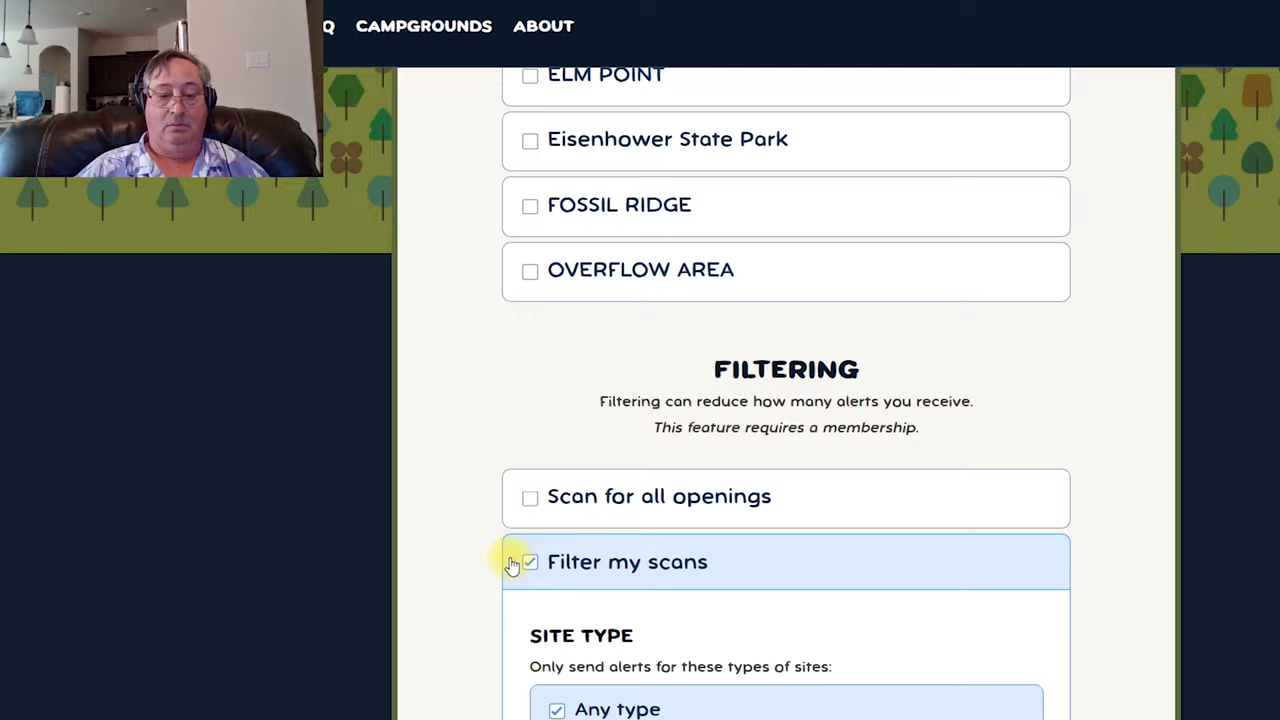 Q CAMPGROUNDS ABOUT
ELM POINT
Eisenhower State Park
FOSSIL RIDGE
OVERFLOW AREA
FILTERING
Filtering can reduce how many alerts you receive.
This feature requires a membership.
Scan for all openings
Filter my scans
SITE TYPE
Only send alerts for these types of sites:
Any type